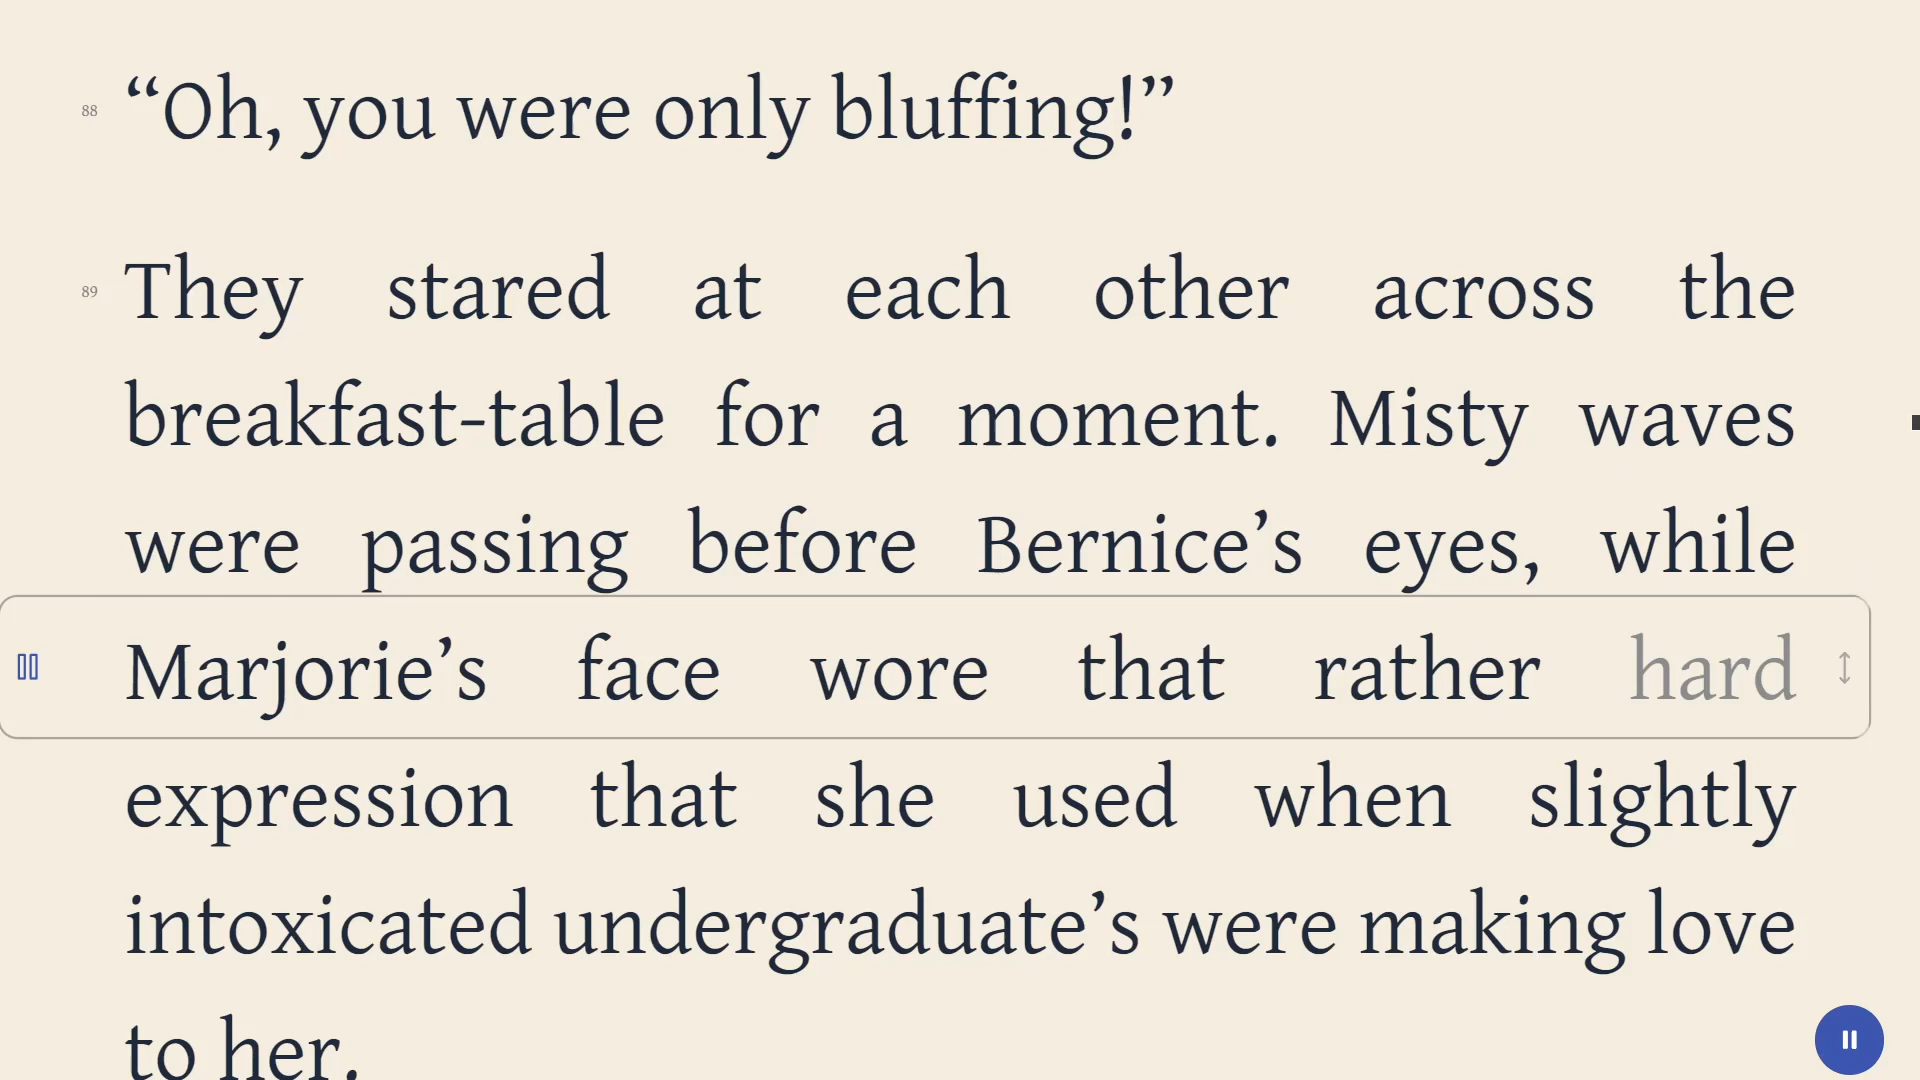 88
“Oh, you were only bluffing!”
89
They stared at each other across the
breakfast-table for a moment. Misty waves
were passing before Bernice’s eyes, while
Marjorie’s face wore that rather hard
expression that she used when slightly
intoxicated undergraduate’s were making love
to her.